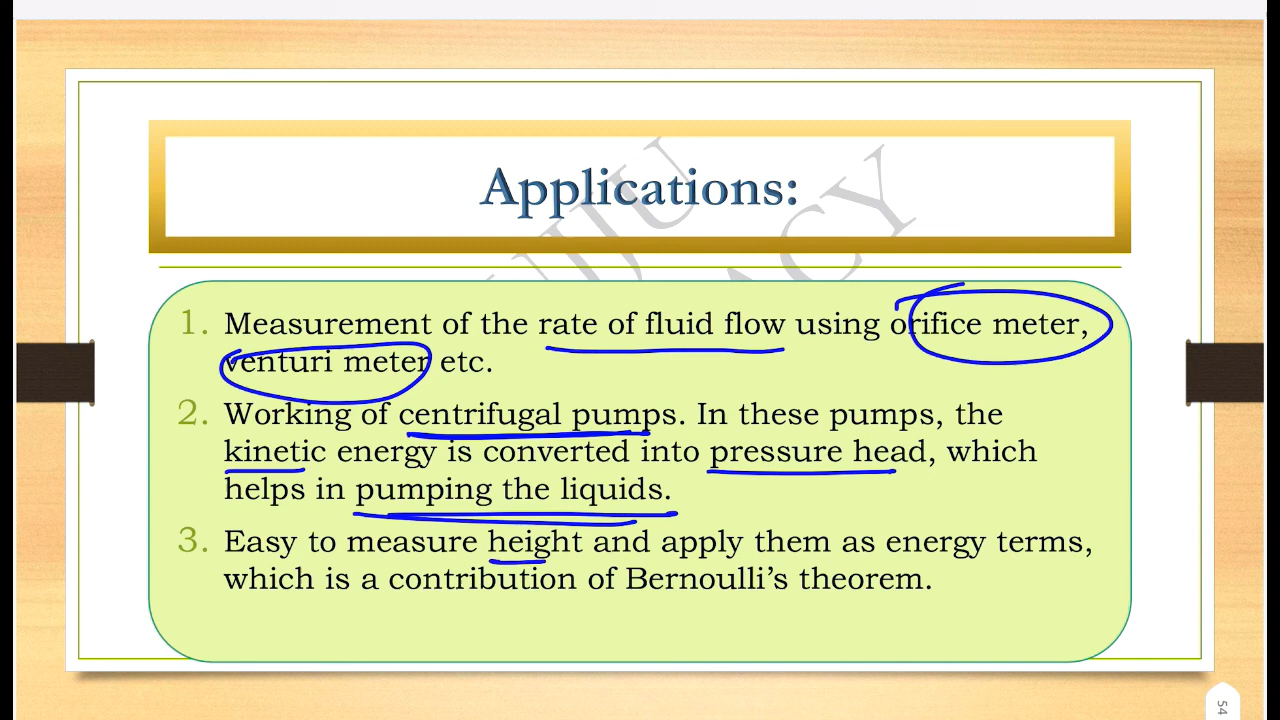 Applications:
1. Measurement of the rate of fluid flow using orifice meter,
venturi meter etc.
2. Working of centrifugal pumps. In these pumps, the
kinetic energy is converted into pressure head, which
helps in pumping the liquids.
3. Easy to measure height and apply them as energy terms,
which is a contribution of Bernoulli’s theorem.
54